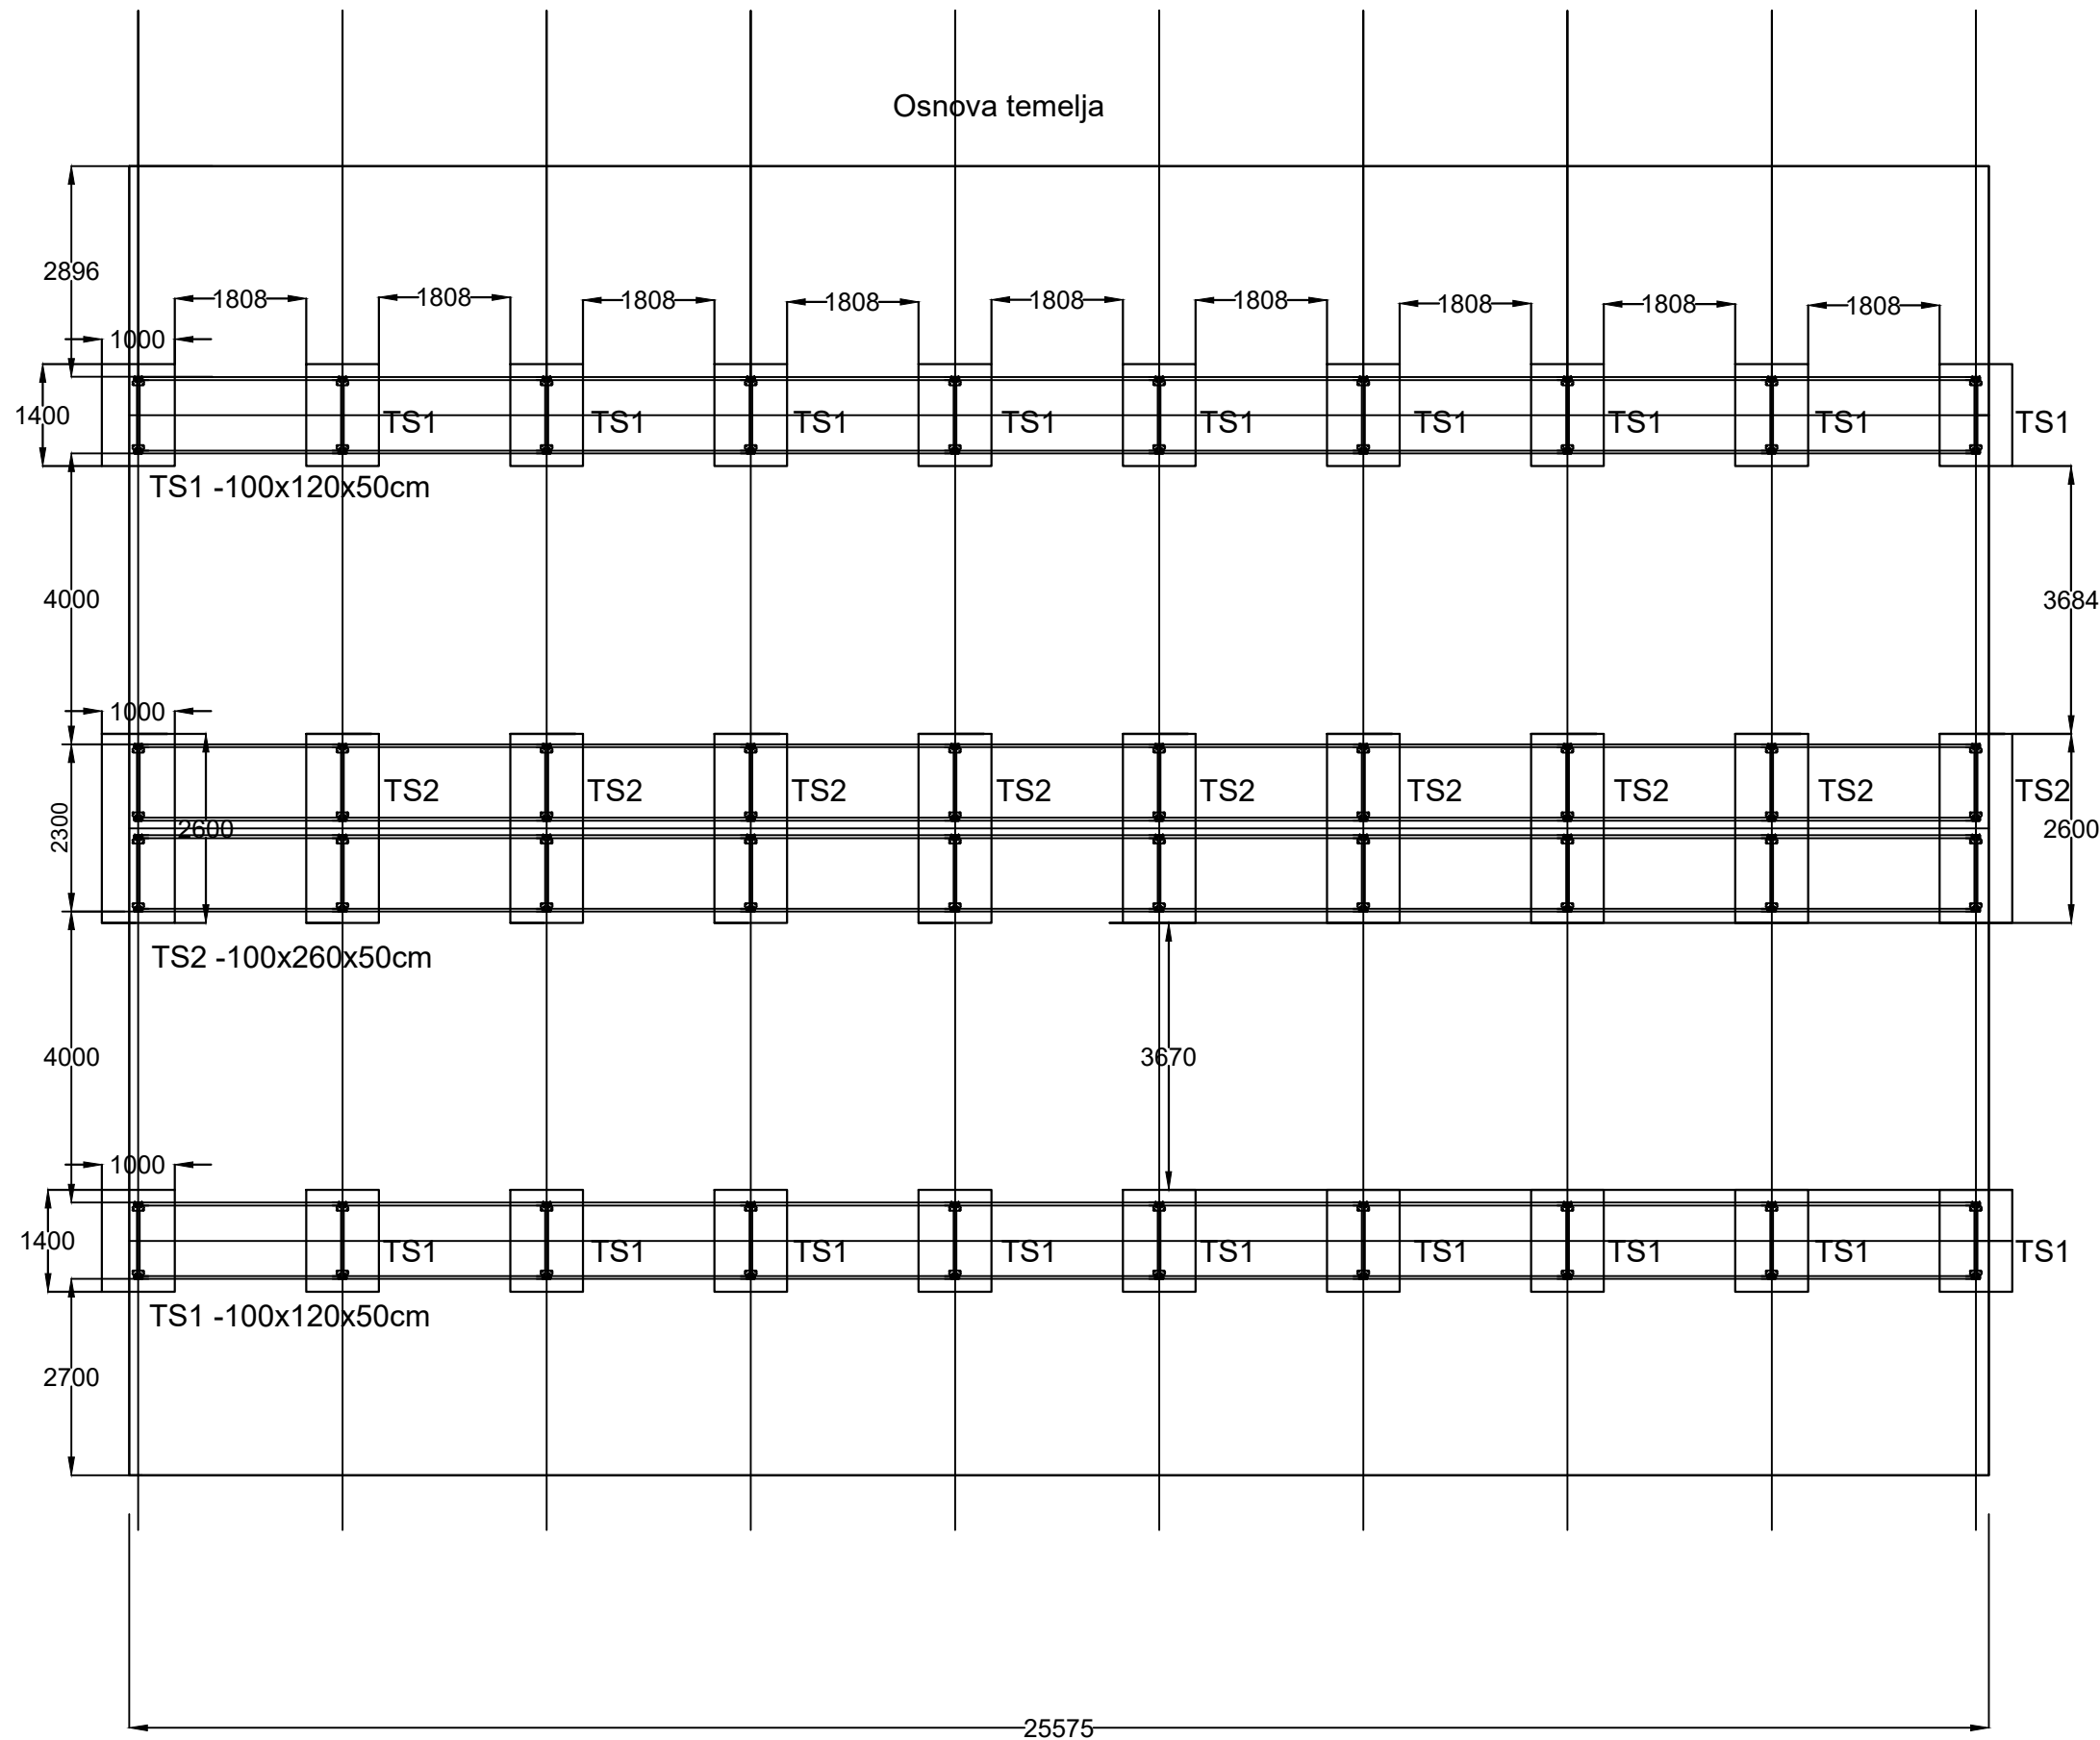 Osnova temelja
2896
1808 1808 1808 1808 1808 1808 1808 1808 1808
1000
1400
TS1 TS1 TS1 TS1 TS1 TS1 TS1 TS1 TS1
TS1 -100x120x50cm
4000
3684
1000
TS2 TS2 TS2 TS2 TS2 TS2 TS2 TS2 TS2
2300
2600
2600
TS2 -100x260x50cm
4000
3670
1000
1400
TS1 TS1 TS1 TS1 TS1 TS1 TS1 TS1 TS1
TS1 -100x120x50cm
2700
25575